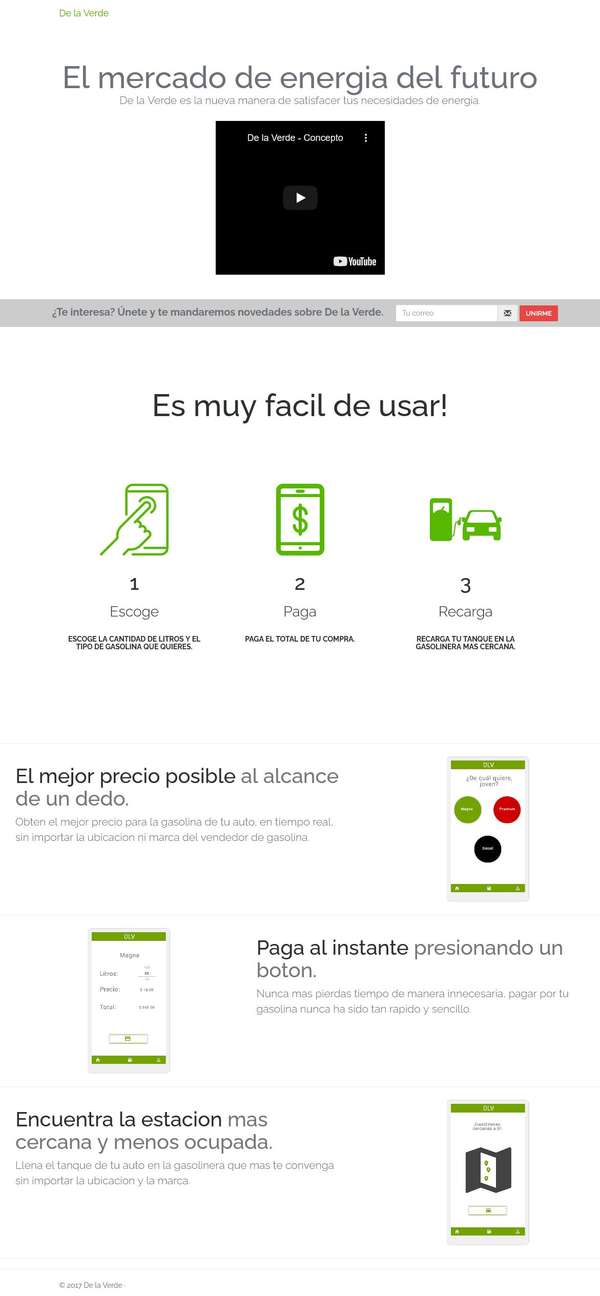 De la Verde
El mercado de energia del futuro
De la Verde es la nueva manera de satisfacer tus necesidades de energia.
De la Verde - Concepto
YouTube
¿Te interesa? Únete y te mandaremos novedades sobre De la Verde.
Tu correo
UNIRME
Es muy facil de usar!
1
Escoge
ESCOGE LA CANTIDAD DE LITROS Y EL
TIPO DE GASOLINA QUE QUIERES.
2
Paga
PAGA EL TOTAL DE TU COMPRA.
3
Recarga
RECARGA TU TANQUE EN LA
GASOLINERA MAS CERCANA.
El mejor precio posible al alcance
de un dedo.
Obten el mejor precio para la gasolina de tu auto, en tiempo real,
sin importar la ubicacion ni marca del vendedor de gasolina.
DLV
¿De cuál quiere,
joven?
Magna
Premium
Diesel
DLV
Magna
Litros:
Precio:
Total:
Paga al instante presionando un
boton.
Nunca mas pierdas tiempo de manera innecesaria, pagar por tu
gasolina nunca ha sido tan rapido y sencillo.
Encuentra la estacion mas
cercana y menos ocupada.
Llena el tanque de tu auto en la gasolinera que mas te convenga
sin importar la ubicacion y la marca.
DLV
¡Gasolineras
cercanas a ti!
© 2017 De la Verde ·